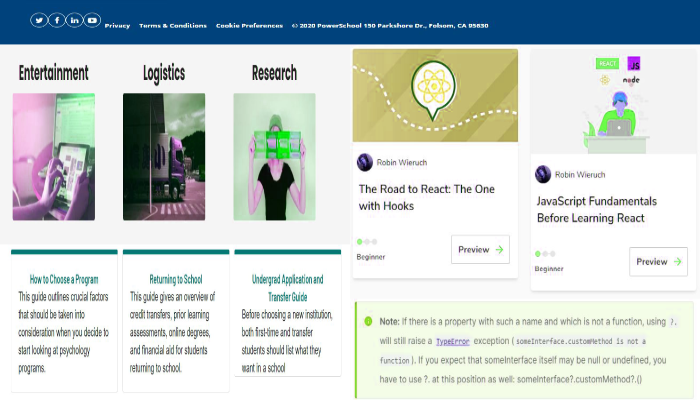 Privacy Terms & Conditions Cookie Preferences © 2020 PowerSchool 150 Parkshore Dr., Folsom, CA 95630
Entertainment
Logistics
Research
How to Choose a Program
This guide outlines crucial factors
that should be taken into
consideration when you decide to
start looking at psychology
programs.
Returning to School
This guide gives an overview of
credit transfers, prior learning
assessments, online degrees,
and financial aid for students
returning to school.
Undergrad Application and
Transfer Guide
Before choosing a new institution,
both first-time and transfer
students should list what they
want in a school
Robin Wieruch
The Road to React: The One
with Hooks
Beginner
Preview
REACT
JS
node
Robin Wieruch
JavaScript Fundamentals
Before Learning React
Beginner
Preview
Note: If there is a property with such a name and which is not a function, using ?.
will still raise a TypeError exception (someInterface.customMethod is not a
function). If you expect that someInterface itself may be null or undefined, you
have to use ?. at this position as well: someInterface?.customMethod?.()